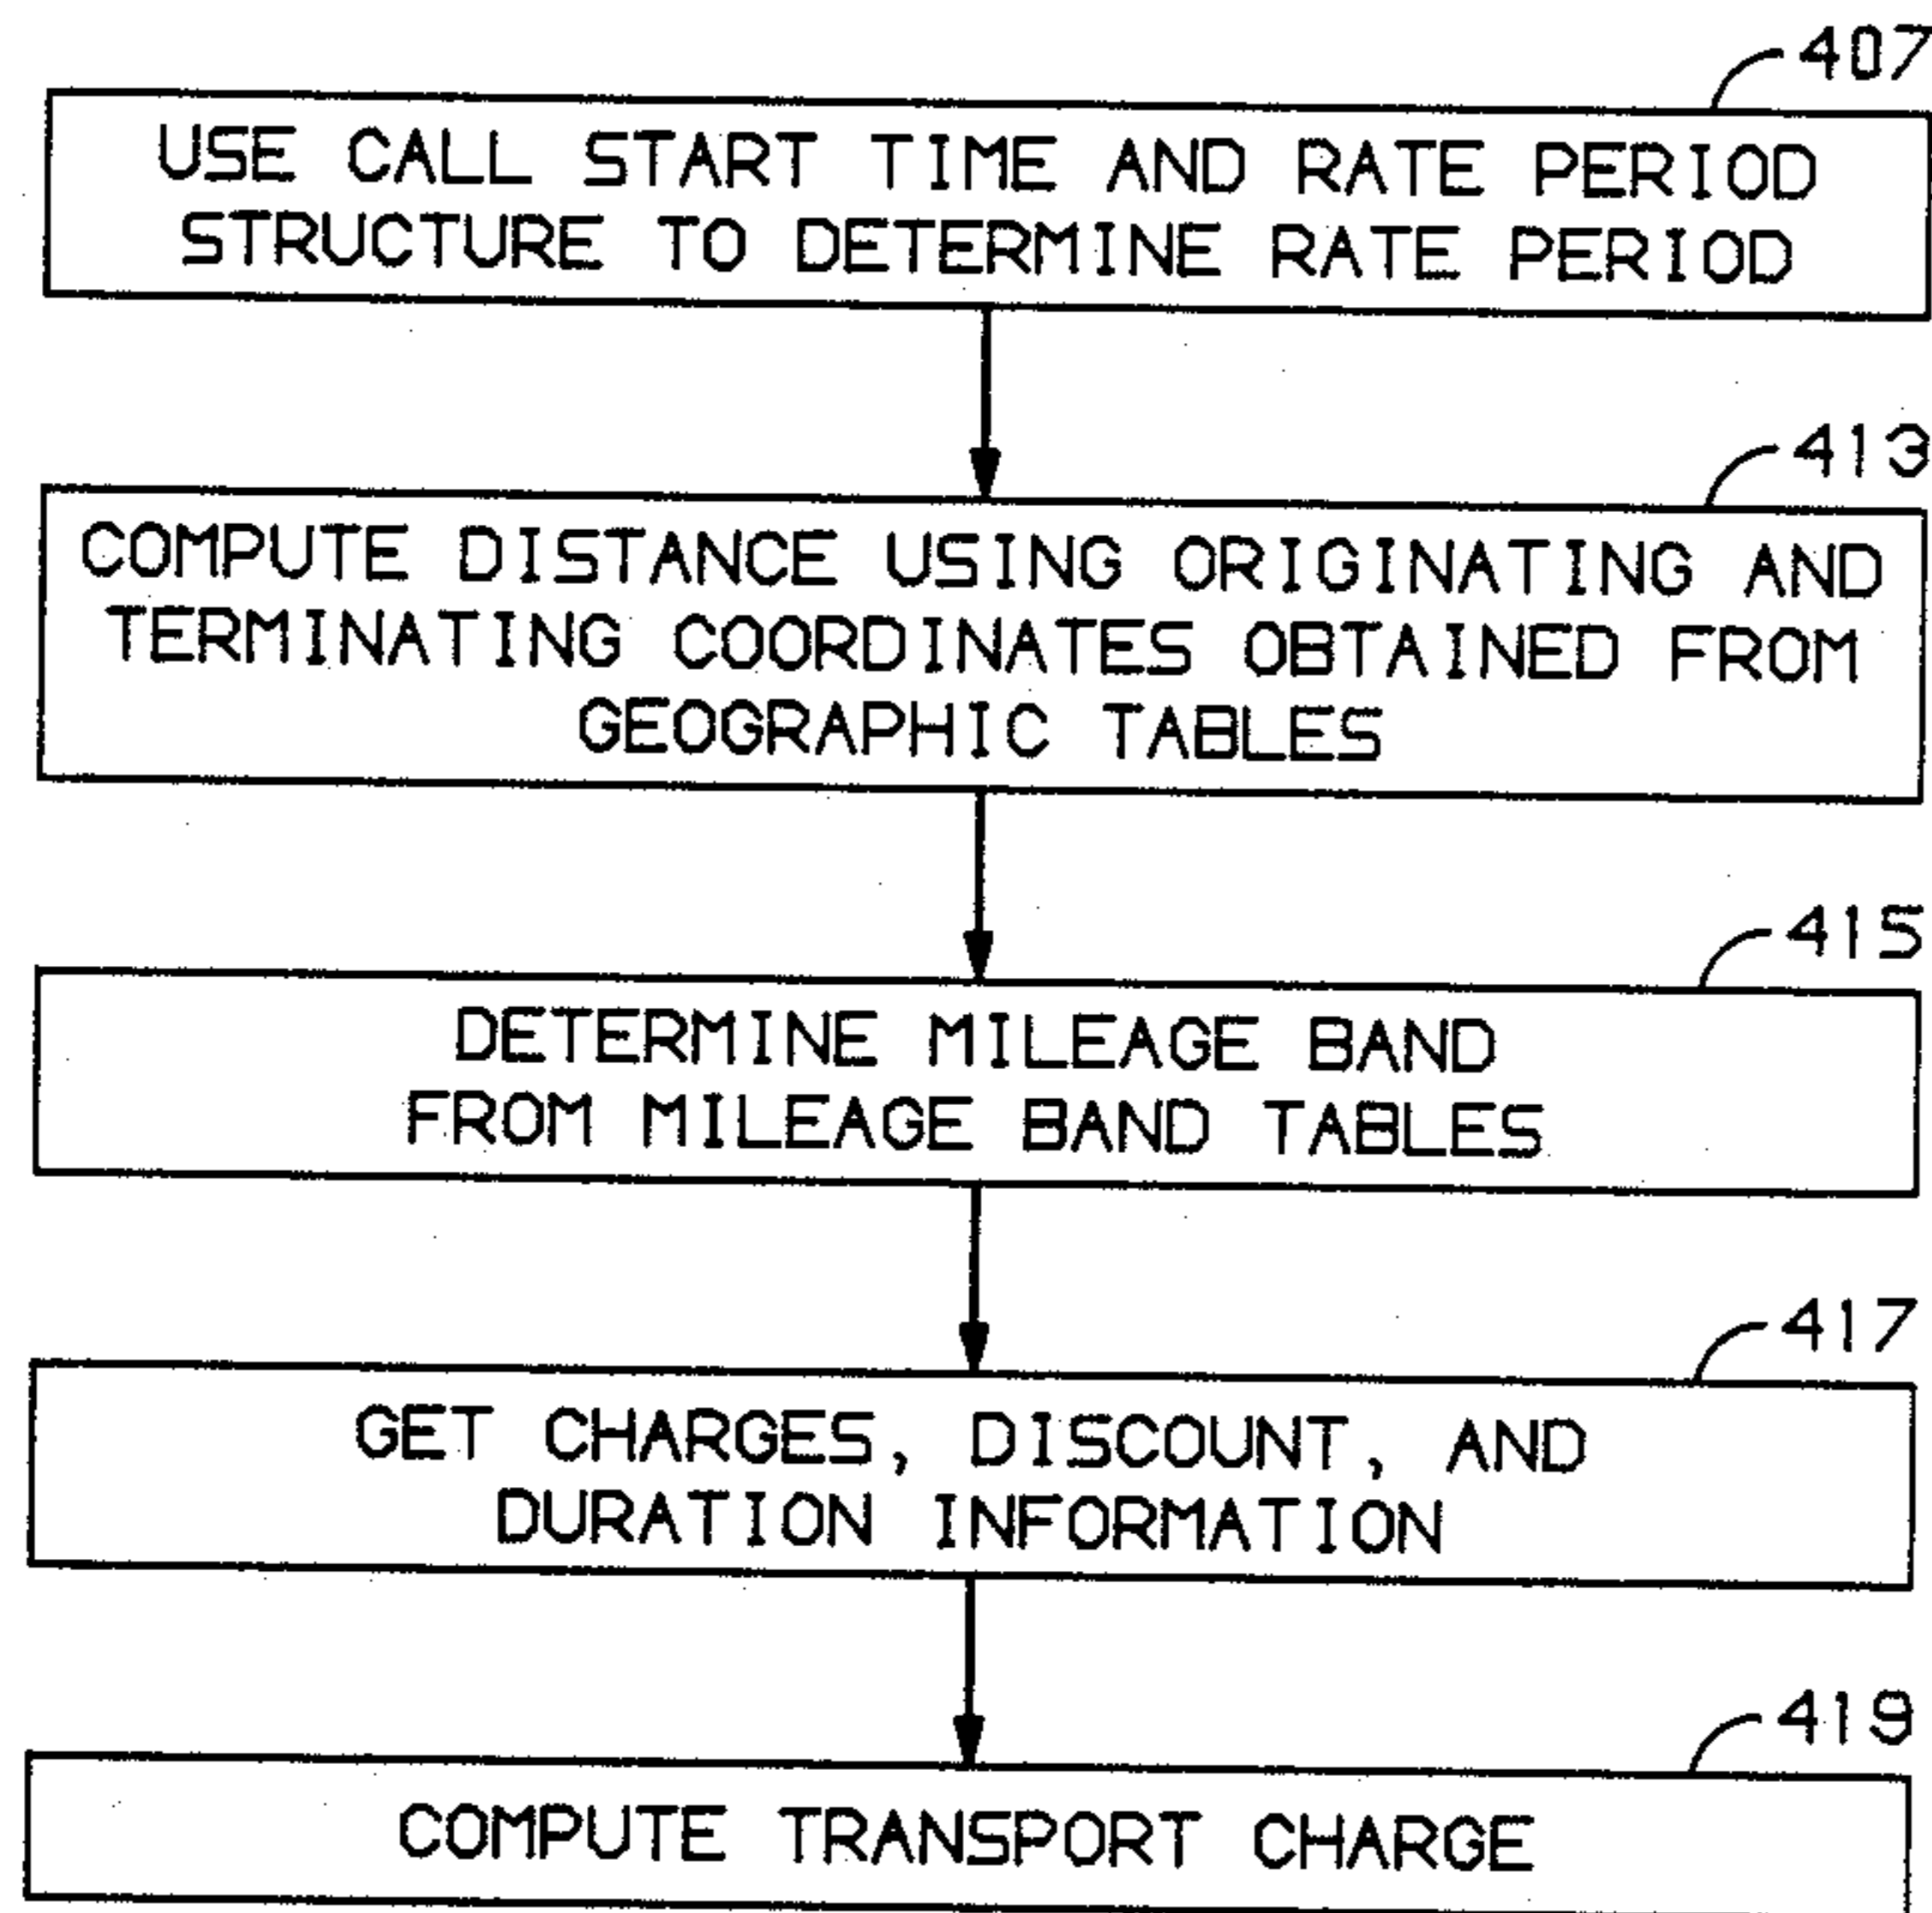 407
USE CALL START TIME AND RATE PERIOD
STRUCTURE TO DETERMINE RATE PERIOD
413
COMPUTE DISTANCE USING ORIGINATING AND
TERMINATING COORDINATES OBTAINED FROM
GEOGRAPHIC TABLES
415
DETERMINE MILEAGE BAND
FROM MILEAGE BAND TABLES
417
GET CHARGES, DISCOUNT, AND
DURATION INFORMATION
419
COMPUTE TRANSPORT CHARGE